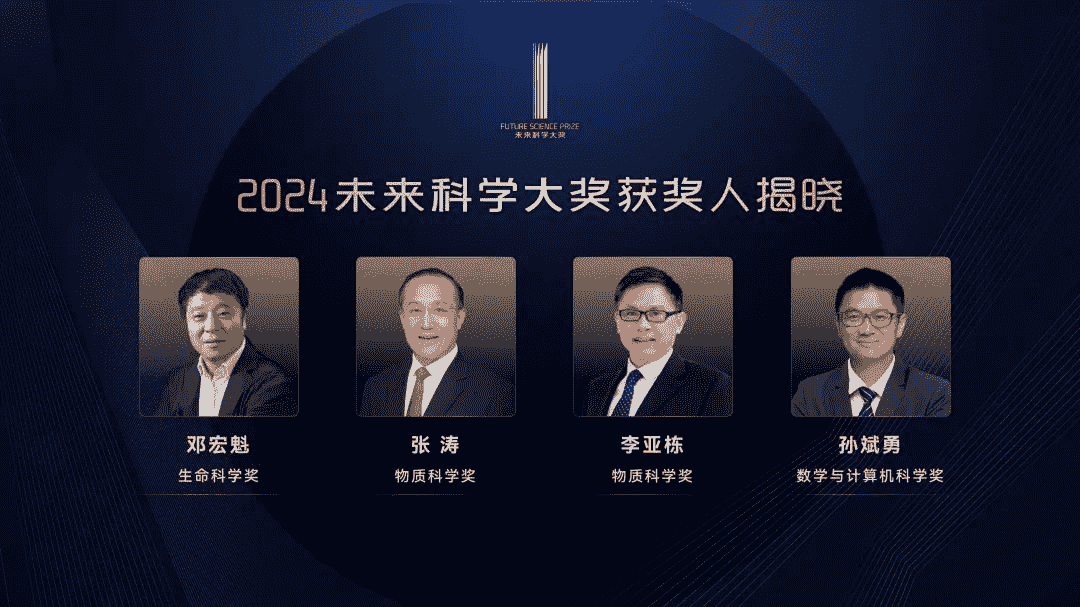 FUTURE SCIENCE PRIZE
未来科学大奖
2024未来科学大奖获奖人揭晓
邓宏魁
生命科学奖
张 涛
物质科学奖
李亚栋
物质科学奖
孙斌勇
数学与计算机科学奖